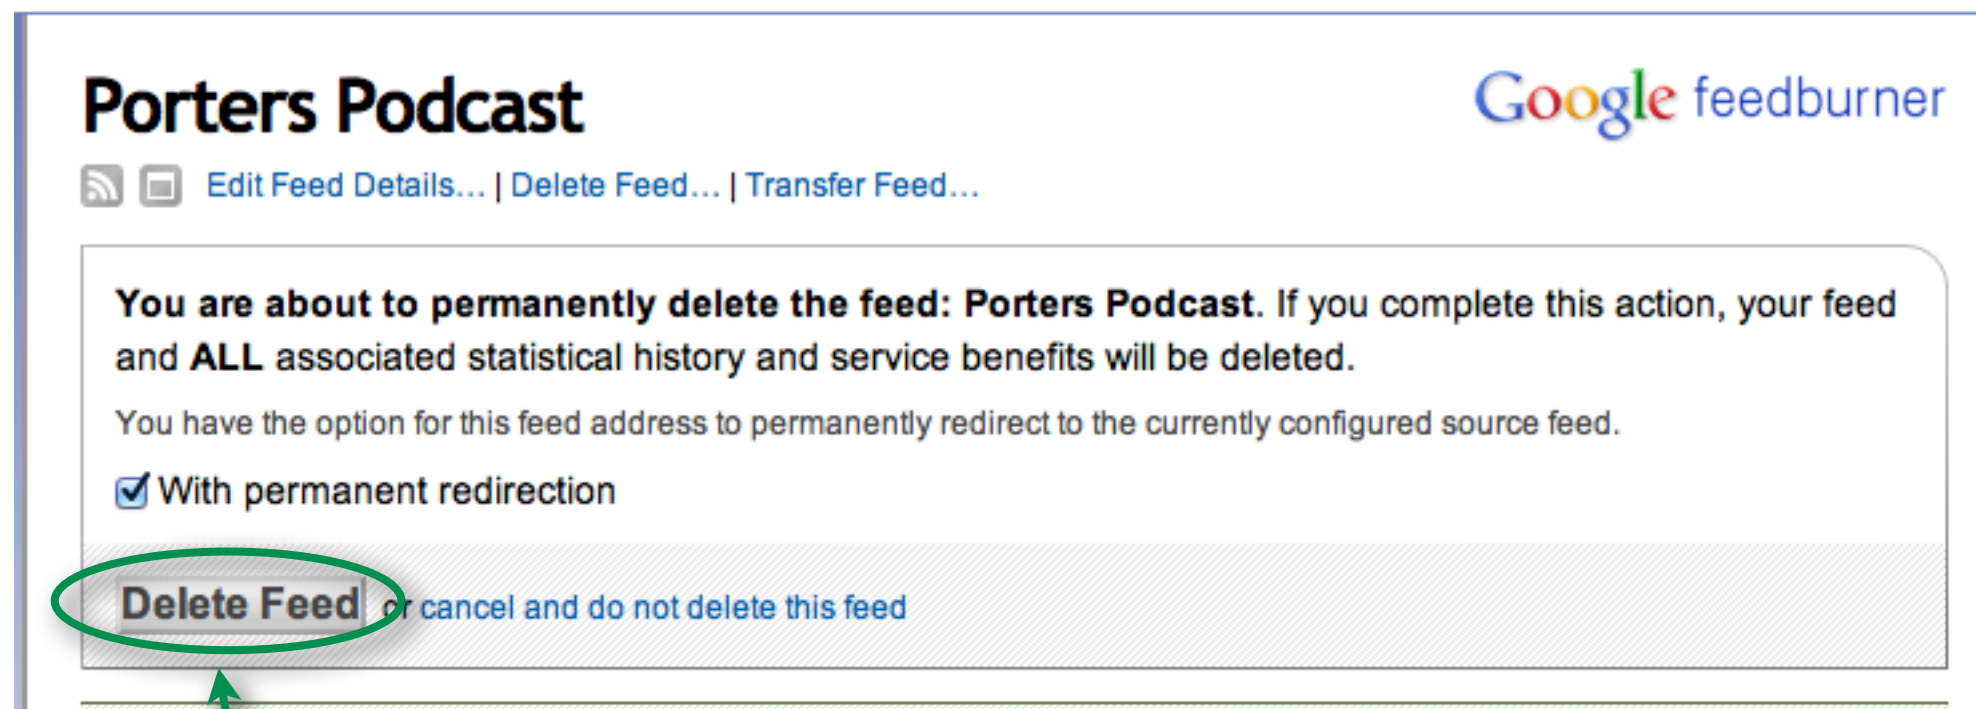 Porters Podcast
Google feedburner
Edit Feed Details... | Delete Feed... | Transfer Feed...
You are about to permanently delete the feed: Porters Podcast. If you complete this action, your feed
and ALL associated statistical history and service benefits will be deleted.
You have the option for this feed address to permanently redirect to the currently configured source feed.
With permanent redirection
Delete Feed or cancel and do not delete this feed